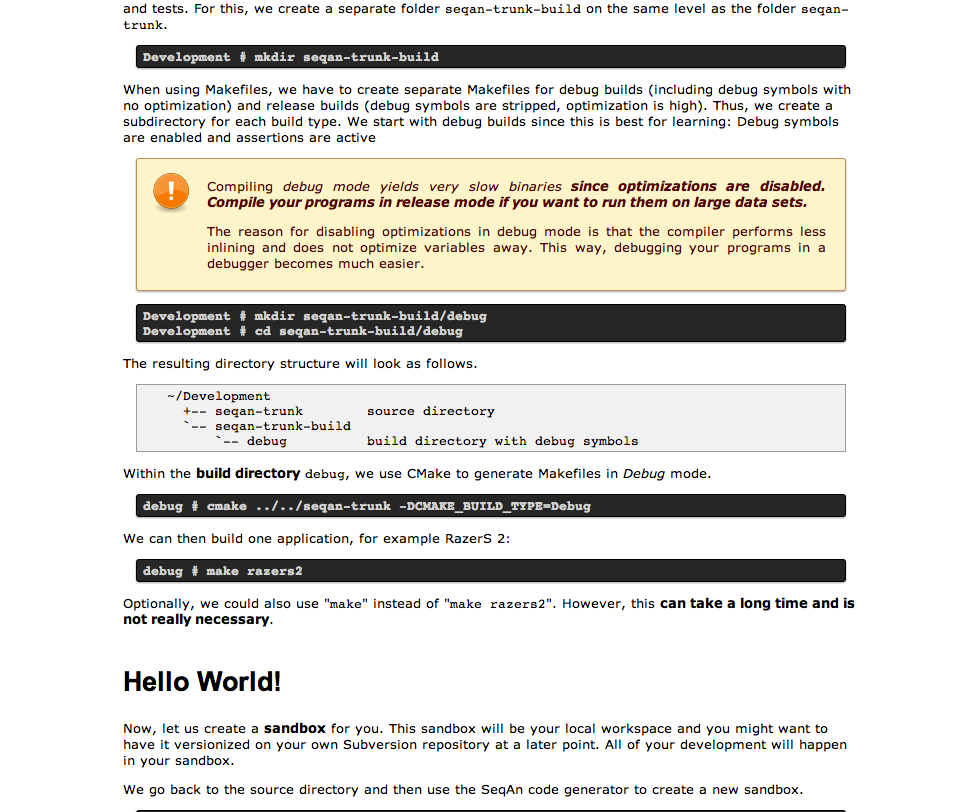 and tests. For this, we create a separate folder seqan-trunk-build on the same level as the folder seqan-
trunk.
Development # mkdir seqan-trunk-build
When using Makefiles, we have to create separate Makefiles for debug builds (including debug symbols with
no optimization) and release builds (debug symbols are stripped, optimization is high). Thus, we create a
subdirectory for each build type. We start with debug builds since this is best for learning: Debug symbols
are enabled and assertions are active
!
Compiling debug mode yields very slow binaries since optimizations are disabled.
Compile your programs in release mode if you want to run them on large data sets.
The reason for disabling optimizations in debug mode is that the compiler performs less
inlining and does not optimize variables away. This way, debugging your programs in a
debugger becomes much easier.
Development # mkdir seqan-trunk-build/debug
Development # cd seqan-trunk-build/debug
The resulting directory structure will look as follows.
~/Development
+-- seqan-trunk        source directory
`-- seqan-trunk-build
`-- debug          build directory with debug symbols
Within the build directory debug, we use CMake to generate Makefiles in Debug mode.
debug # cmake ../../seqan-trunk -DCMAKE_BUILD_TYPE=Debug
We can then build one application, for example RazerS 2:
debug # make razers2
Optionally, we could also use "make" instead of "make razers2". However, this can take a long time and is
not really necessary.
Hello World!
Now, let us create a sandbox for you. This sandbox will be your local workspace and you might want to
have it versionized on your own Subversion repository at a later point. All of your development will happen
in your sandbox.
We go back to the source directory and then use the SeqAn code generator to create a new sandbox.